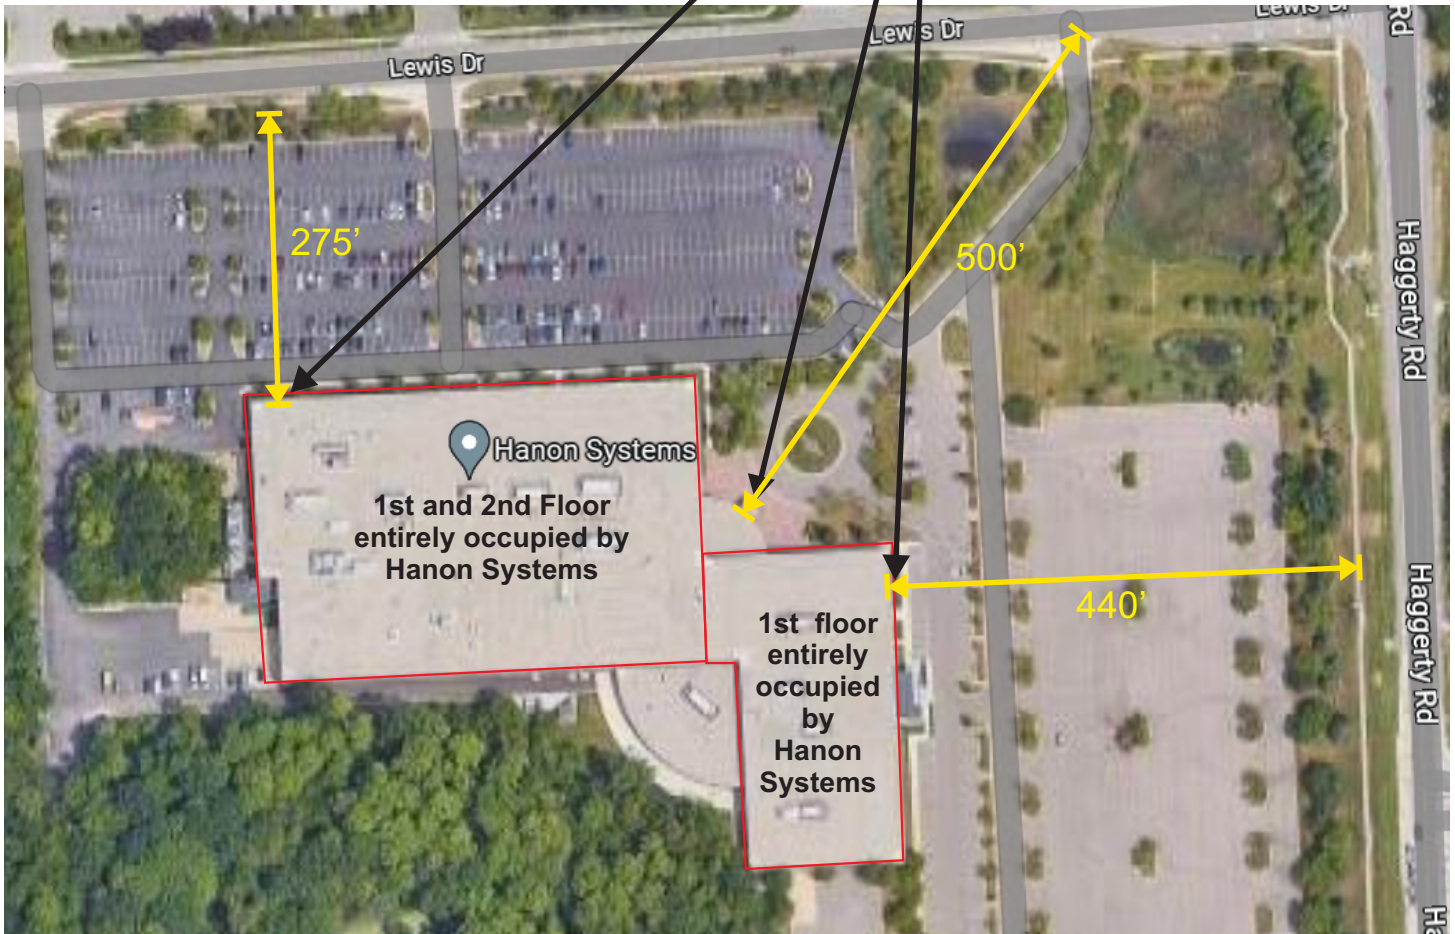 Lewis Dr
Lewis Dr
Lewis Dr
Rd
275’
500’
Haggerty Rd
Hanon Systems
1st and 2nd Floor
entirely occupied by
Hanon Systems
440’
1st floor
entirely
occupied
by
Hanon
Systems
Haggerty Rd
Ha